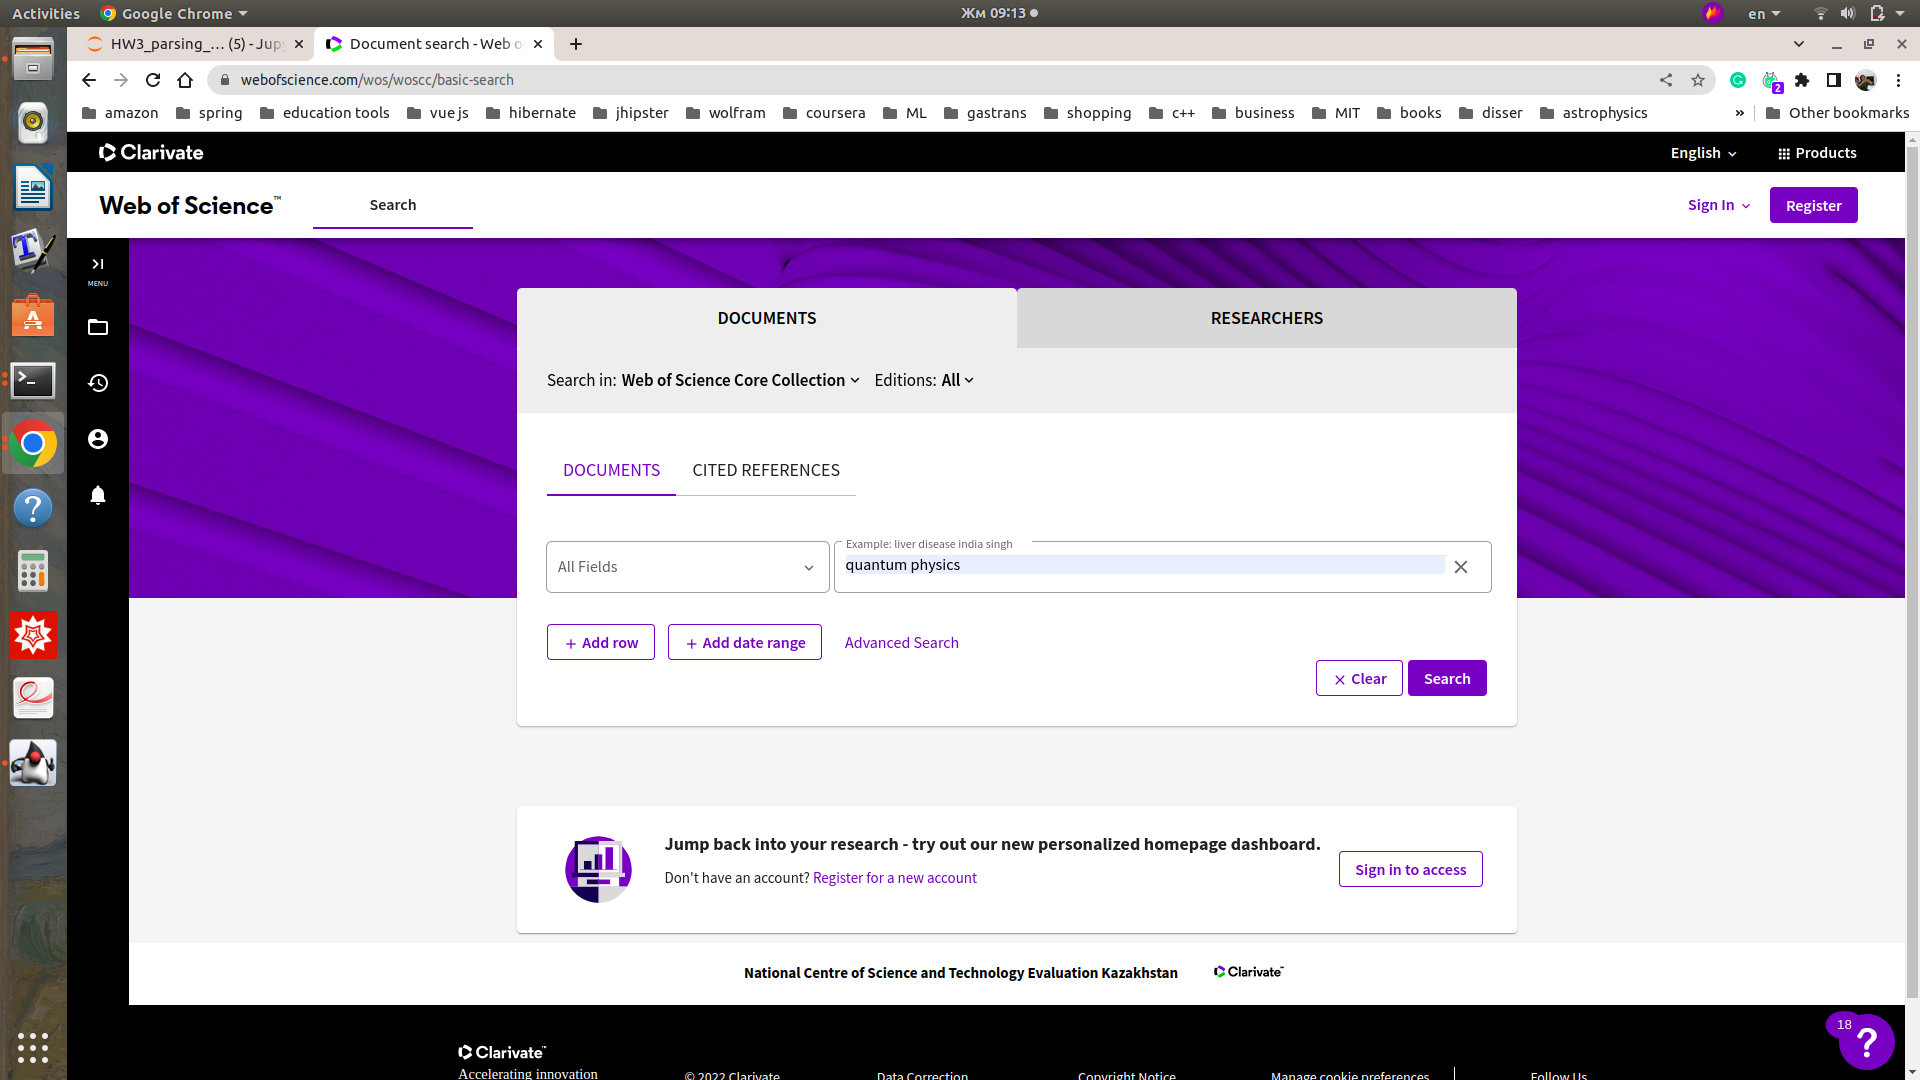 Activities
Google Chrome
Жм 09:13
en
HW3_parsing_... (5) - Jupy
Document search - Web o
webofscience.com/wos/woscc/basic-search
2
amazon
spring
education tools
vue js
hibernate
jhipster
wolfram
coursera
ML
gastrans
shopping
c++
business
MIT
books
disser
astrophysics
»
Other bookmarks
Clarivate
English
Products
Web of Science™
Search
Sign In
Register
MENU
DOCUMENTS
RESEARCHERS
Search in: Web of Science Core Collection
Editions: All
DOCUMENTS
CITED REFERENCES
All Fields
Example: liver disease india singh
quantum physics
+ Add row
+ Add date range
Advanced Search
× Clear
Search
Jump back into your research - try out our new personalized homepage dashboard.
Don't have an account? Register for a new account
Sign in to access
National Centre of Science and Technology Evaluation Kazakhstan
Clarivate™
18
?
Clarivate™
Accelerating innovation
© 2022 Clarivate
Data Correction
Copyright Notice
Manage cookie preferences
Follow Us